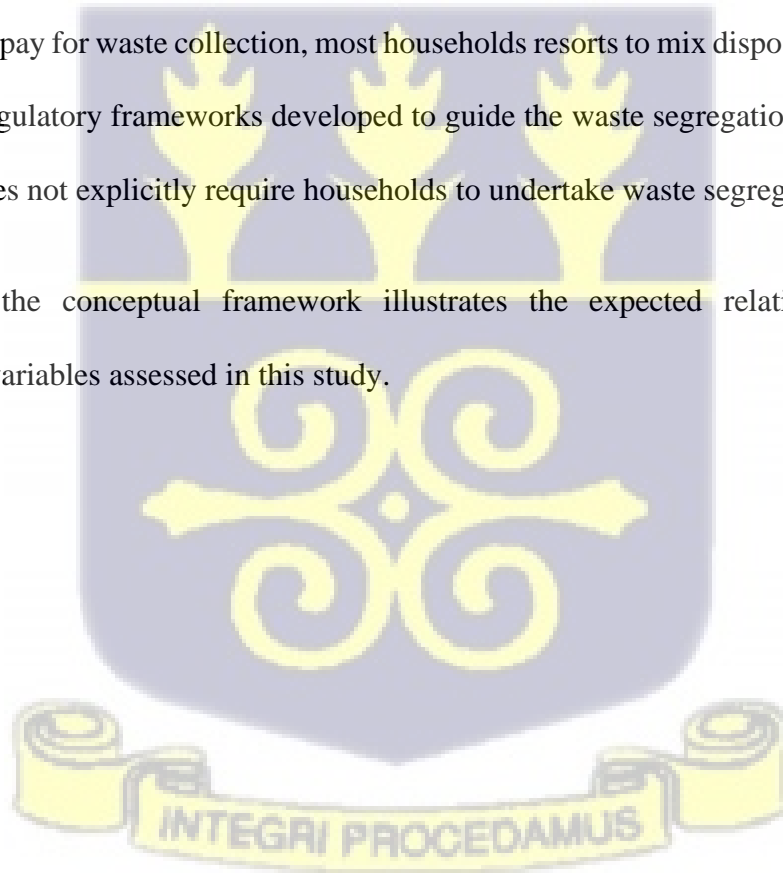 pay for waste collection, most households resorts to mix dispo
gulatory frameworks developed to guide the waste segregatio
es not explicitly require households to undertake waste segreg
the conceptual framework illustrates the expected relati
variables assessed in this study.
INTEGRI PROCEDAMUS